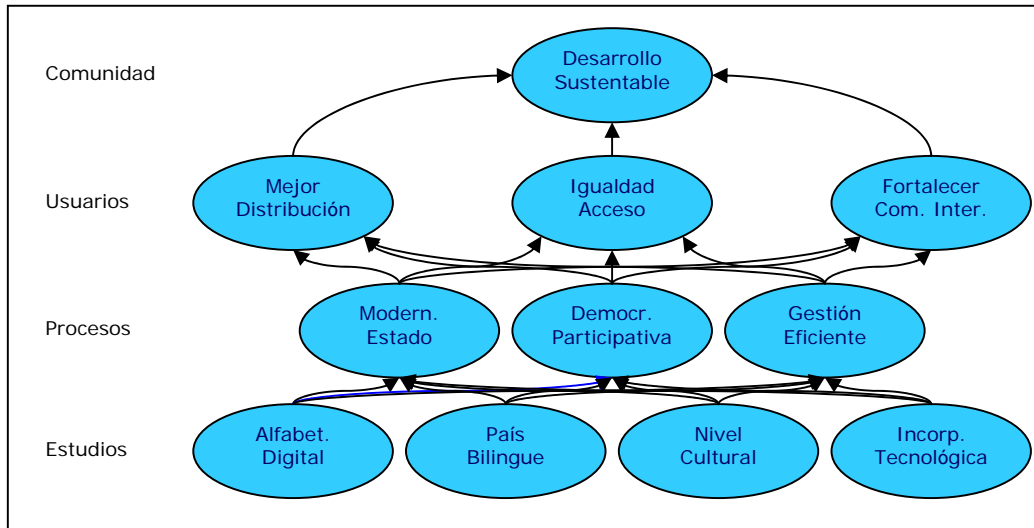 Comunidad
Desarrollo
Sustentable
Usuarios
Mejor
Distribución
Igualdad
Acceso
Fortalecer
Com. Inter.
Procesos
Modern.
Estado
Democr.
Participativa
Gestión
Eficiente
Estudios
Alfabet.
Digital
País
Bilingue
Nivel
Cultural
Incorp.
Tecnológica